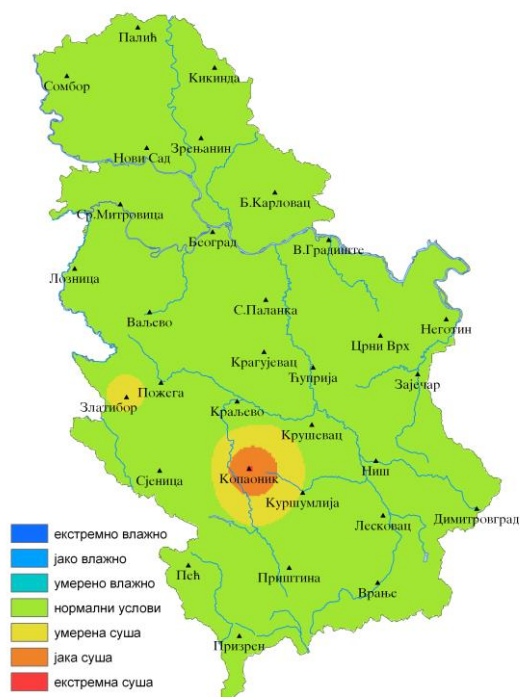 Палић
Кикинда
Сомбор
Зрењанин
Нови Сад
Б.Карловац
Ср.Митровица
Београд
В.Градиште
Лозница
С.Паланка
Ваљево
Неготин
Црни Врх
Крагујевац
Ћуприја
Зајечар
Пожега
Златибор
Краљево
Крушевац
Ниш
Сјеница
Копаоник
Куршумлија
Димитровград
Лесковац
Пећ
Приштина
Врање
Призрен
екстремно влажно
јако влажно
умерено влажно
нормални услови
умерена суша
јака суша
екстремна суша